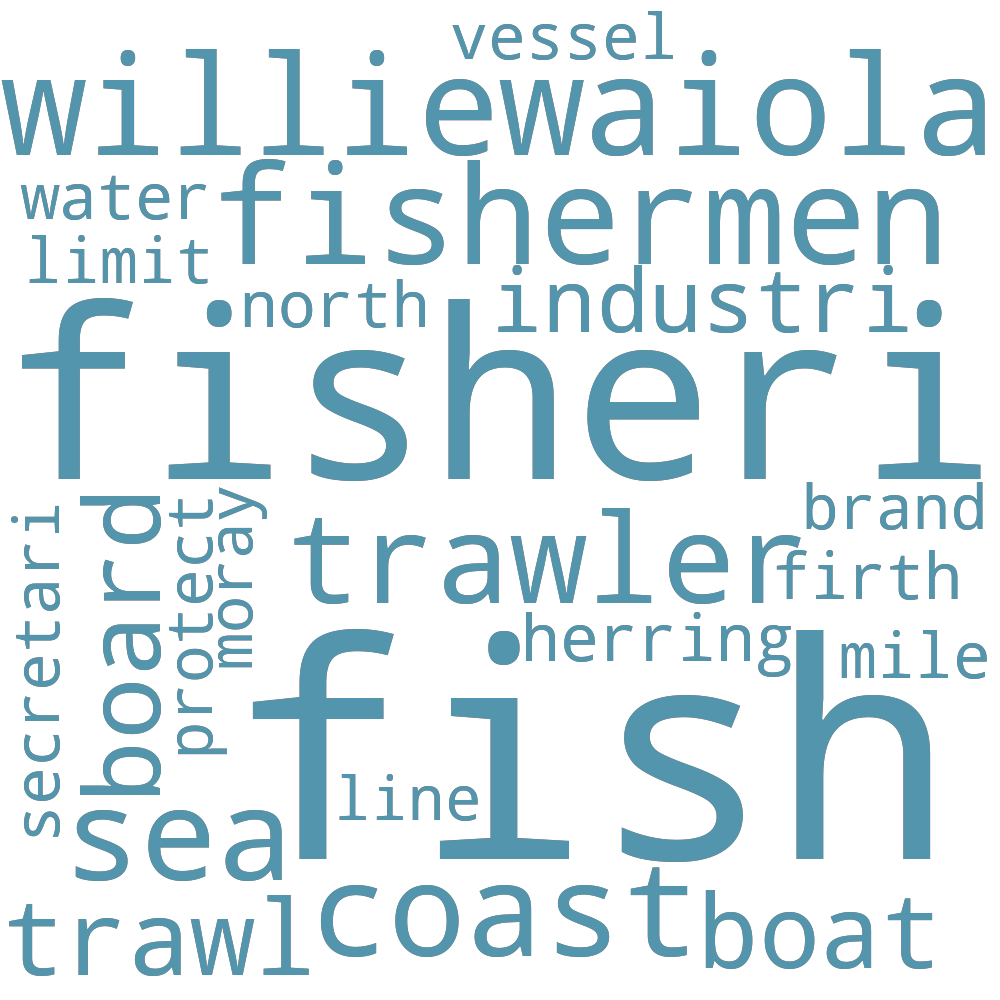 vessel
williewaiola
water
fishermen
limit
north
industri
fisheri
brand
trawler
firth
secretari
board
protect
moray
herring
mile
fish
line
sea
coast
trawl
boat